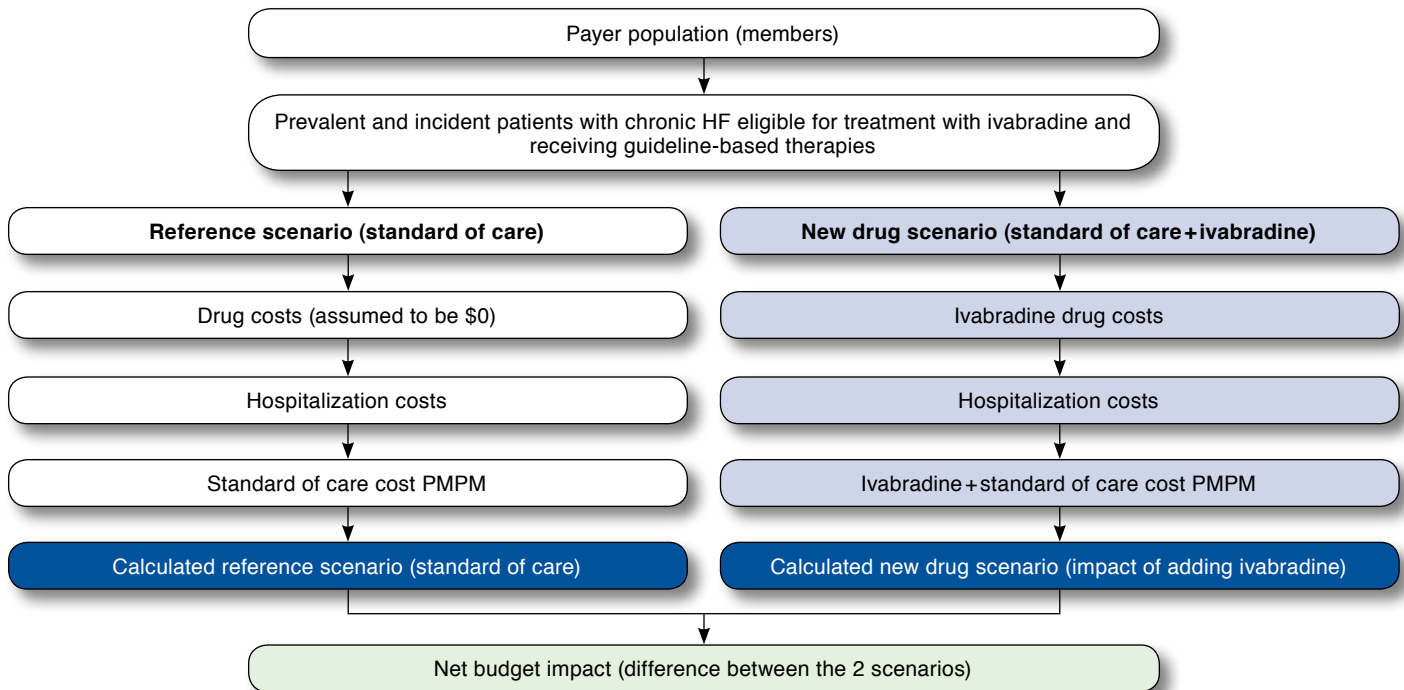 Payer population (members)
Prevalent and incident patients with chronic HF eligible for treatment with ivabradine and
receiving guideline-based therapies
Reference scenario (standard of care)
New drug scenario (standard of care+ivabradine)
Drug costs (assumed to be $0)
Ivabradine drug costs
Hospitalization costs
Hospitalization costs
Standard of care cost PMPM
Ivabradine+standard of care cost PMPM
Calculated reference scenario (standard of care)
Calculated new drug scenario (impact of adding ivabradine)
Net budget impact (difference between the 2 scenarios)